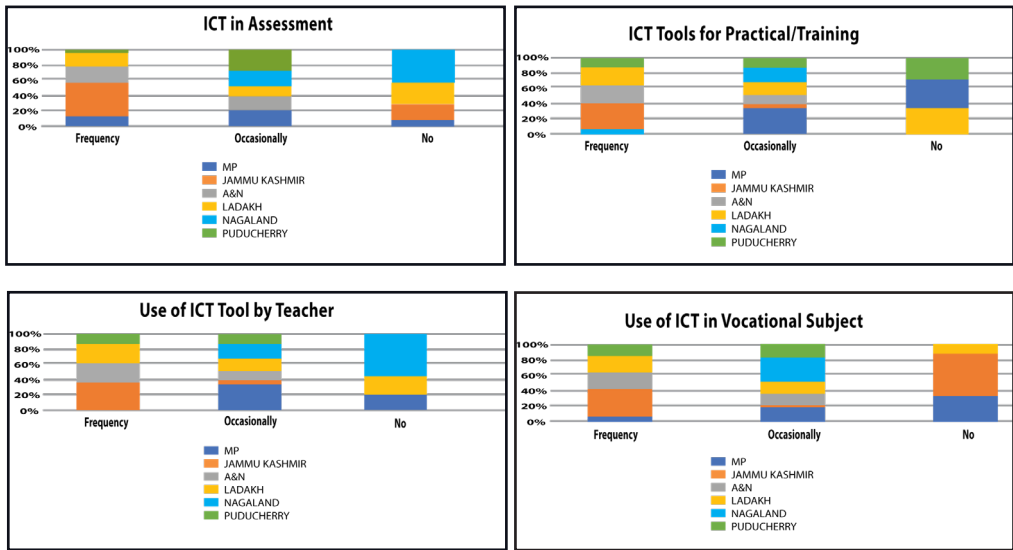 ICT in Assessment
100%
80%
60%
40%
20%
0%
Frequency Occasionally No
MP
JAMMU KASHMIR
A&N
LADAKH
NAGALAND
PUDUCHERRY
ICT Tools for Practical/Training
100%
80%
60%
40%
20%
0%
Frequency Occasionally No
MP
JAMMU KASHMIR
A&N
LADAKH
NAGALAND
PUDUCHERRY
Use of ICT Tool by Teacher
100%
80%
60%
40%
20%
0%
Frequency Occasionally No
MP
JAMMU KASHMIR
A&N
LADAKH
NAGALAND
PUDUCHERRY
Use of ICT in Vocational Subject
100%
80%
60%
40%
20%
0%
Frequency Occasionally No
MP
JAMMU KASHMIR
A&N
LADAKH
NAGALAND
PUDUCHERRY